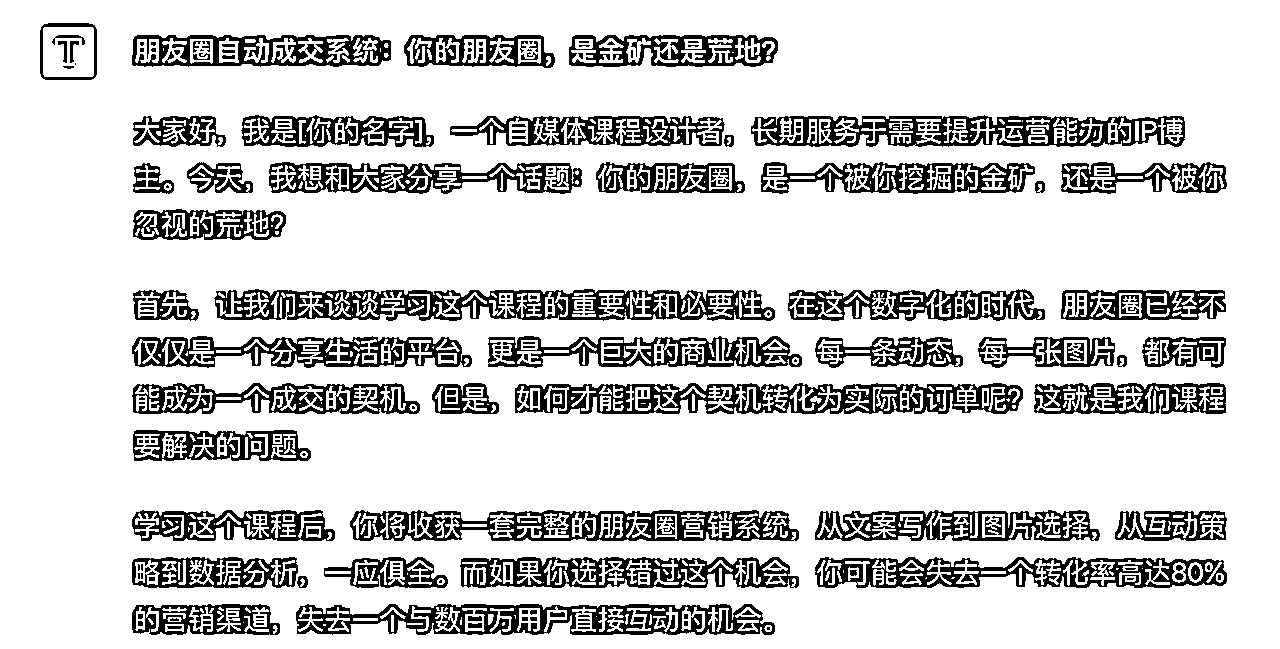 朋友圈自动成交系统：你的朋友圈，是金矿还是荒地？
大家好，我是[你的名字]，一个自媒体课程设计者，长期服务于需要提升运营能力的IP博
主。今天，我想和大家分享一个话题：你的朋友圈，是一个被你挖掘的金矿，还是一个被你
忽视的荒地？
首先，让我们来谈谈学习这个课程的重要性和必要性。在这个数字化的时代，朋友圈已经不
仅仅是一个分享生活的平台，更是一个巨大的商业机会。每一条动态，每一张图片，都有可
能成为一个成交的契机。但是，如何才能把这个契机转化为实际的订单呢？这就是我们课程
要解决的问题。
学习这个课程后，你将收获一套完整的朋友圈营销系统，从文案写作到图片选择，从互动策
略到数据分析，一应俱全。而如果你选择错过这个机会，你可能会失去一个转化率高达80%
的营销渠道，失去一个与数百万用户直接互动的机会。